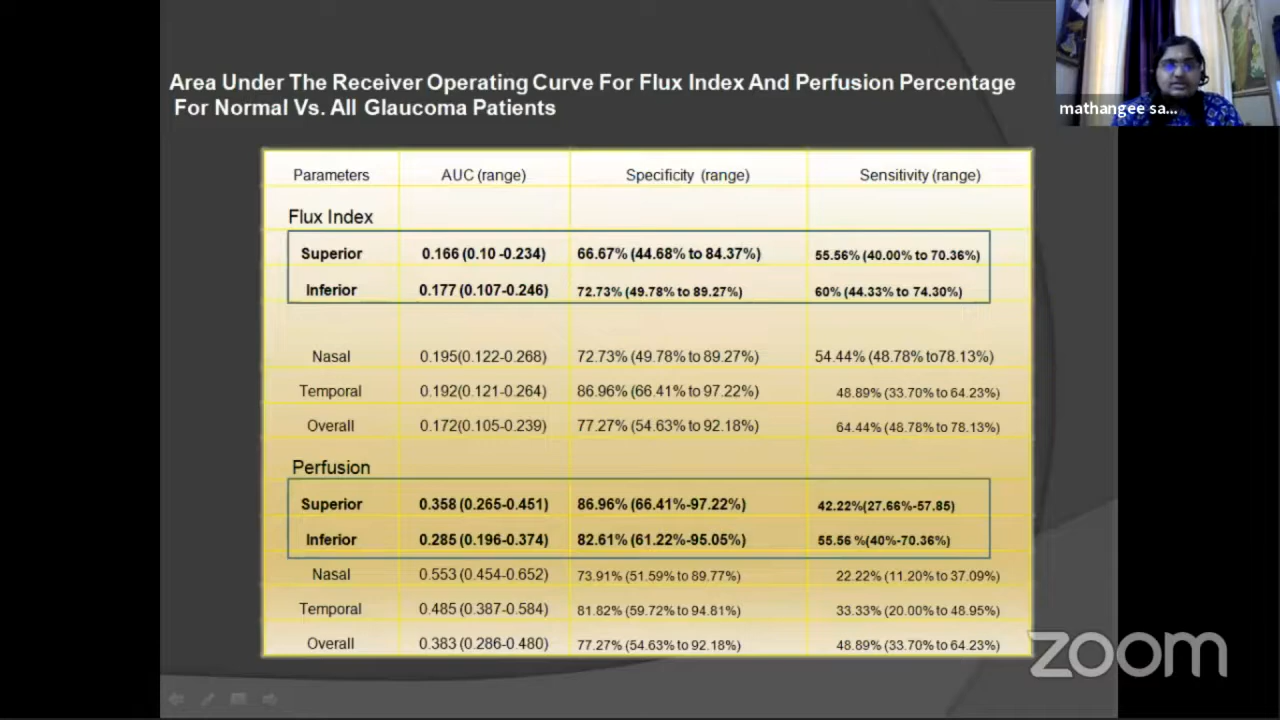 Area Under The Receiver Operating Curve For Flux Index And Perfusion Percentage
For Normal Vs. All Glaucoma Patients
mathangee sa...
Parameters AUC (range) Specificity (range) Sensitivity (range)
Flux Index
Superior 0.166 (0.10 -0.234) 66.67% (44.68% to 84.37%) 55.56% (40.00% to 70.36%)
Inferior 0.177 (0.107-0.246) 72.73% (49.78% to 89.27%) 60% (44.33% to 74.30%)
Nasal 0.195(0.122-0.268) 72.73% (49.78% to 89.27%) 54.44% (48.78% to78.13%)
Temporal 0.192(0.121-0.264) 86.96% (66.41% to 97.22%) 48.89% (33.70% to 64.23%)
Overall 0.172(0.105-0.239) 77.27% (54.63% to 92.18%) 64.44% (48.78% to 78.13%)
Perfusion
Superior 0.358 (0.265-0.451) 86.96% (66.41%-97.22%) 42.22%(27.66%-57.85)
Inferior 0.285 (0.196-0.374) 82.61% (61.22%-95.05%) 55.56 %(40%-70.36%)
Nasal 0.553 (0.454-0.652) 73.91% (51.59% to 89.77%) 22.22% (11.20% to 37.09%)
Temporal 0.485 (0.387-0.584) 81.82% (59.72% to 94.81%) 33.33% (20.00% to 48.95%)
Overall 0.383 (0.286-0.480) 77.27% (54.63% to 92.18%) 48.89% (33.70% to 64.23%)
zoom